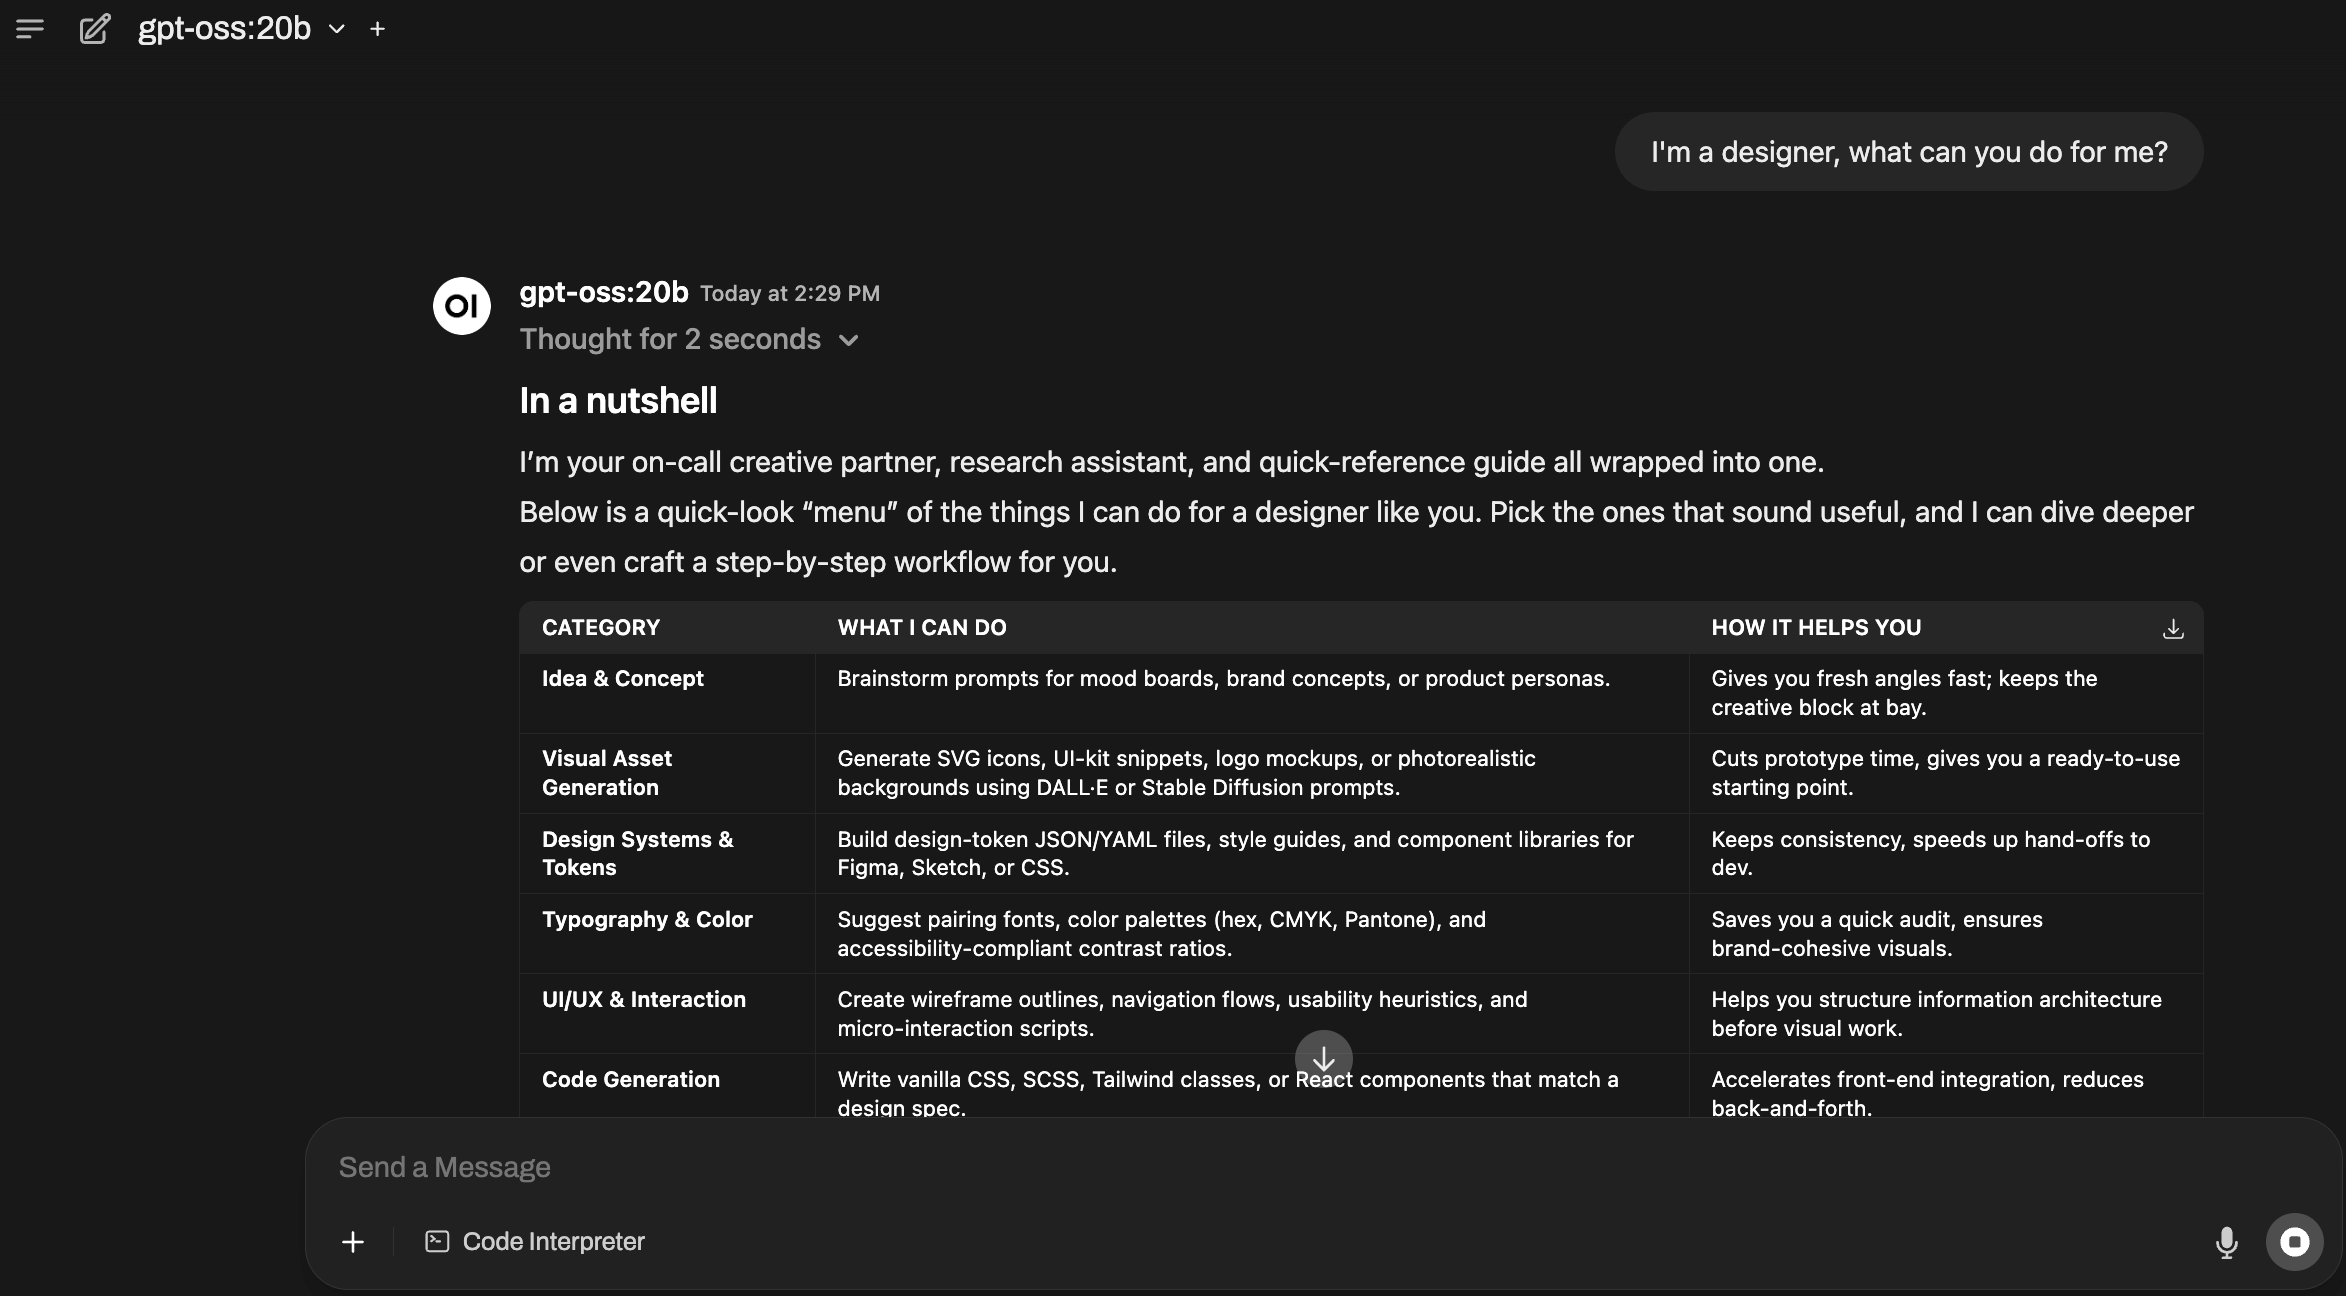 gpt-oss:20b
I'm a designer, what can you do for me?
OI
gpt-oss:20b Today at 2:29 PM
Thought for 2 seconds
In a nutshell
I’m your on-call creative partner, research assistant, and quick-reference guide all wrapped into one.
Below is a quick-look “menu” of the things I can do for a designer like you. Pick the ones that sound useful, and I can dive deeper
or even craft a step-by-step workflow for you.
CATEGORY WHAT I CAN DO HOW IT HELPS YOU
Idea & Concept
Brainstorm prompts for mood boards, brand concepts, or product personas.
Gives you fresh angles fast; keeps the
creative block at bay.
Visual Asset
Generation
Generate SVG icons, UI-kit snippets, logo mockups, or photorealistic
backgrounds using DALL·E or Stable Diffusion prompts.
Cuts prototype time, gives you a ready-to-use
starting point.
Design Systems &
Tokens
Build design-token JSON/YAML files, style guides, and component libraries for
Figma, Sketch, or CSS.
Keeps consistency, speeds up hand-offs to
dev.
Typography & Color
Suggest pairing fonts, color palettes (hex, CMYK, Pantone), and
accessibility-compliant contrast ratios.
Saves you a quick audit, ensures
brand-cohesive visuals.
UI/UX & Interaction
Create wireframe outlines, navigation flows, usability heuristics, and
micro-interaction scripts.
Helps you structure information architecture
before visual work.
Code Generation
Write vanilla CSS, SCSS, Tailwind classes, or React components that match a
design spec.
Accelerates front-end integration, reduces
back-and-forth.
Send a Message
Code Interpreter